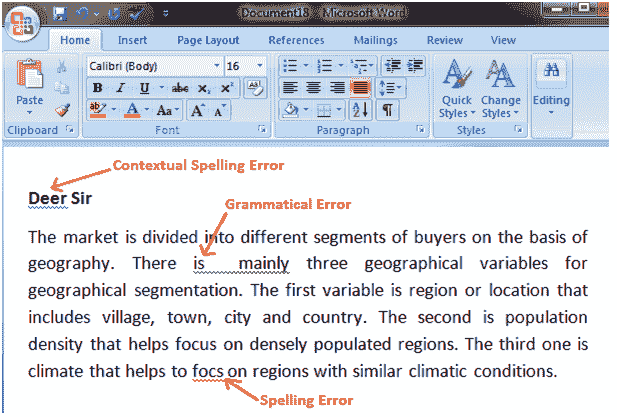 Document18 - Microsoft Word
Home Insert Page Layout References Mailings Review View
Calibri (Body) 16
Paste
B I U abe x₂ x²
ab A Aa A A
Quick Styles Change Styles Editing
Clipboard Font Paragraph Styles
Contextual Spelling Error
Deer Sir
Grammatical Error
The market is divided into different segments of buyers on the basis of
geography. There is mainly three geographical variables for
geographical segmentation. The first variable is region or location that
includes village, town, city and country. The second is population
density that helps focus on densely populated regions. The third one is
climate that helps to focs on regions with similar climatic conditions.
Spelling Error